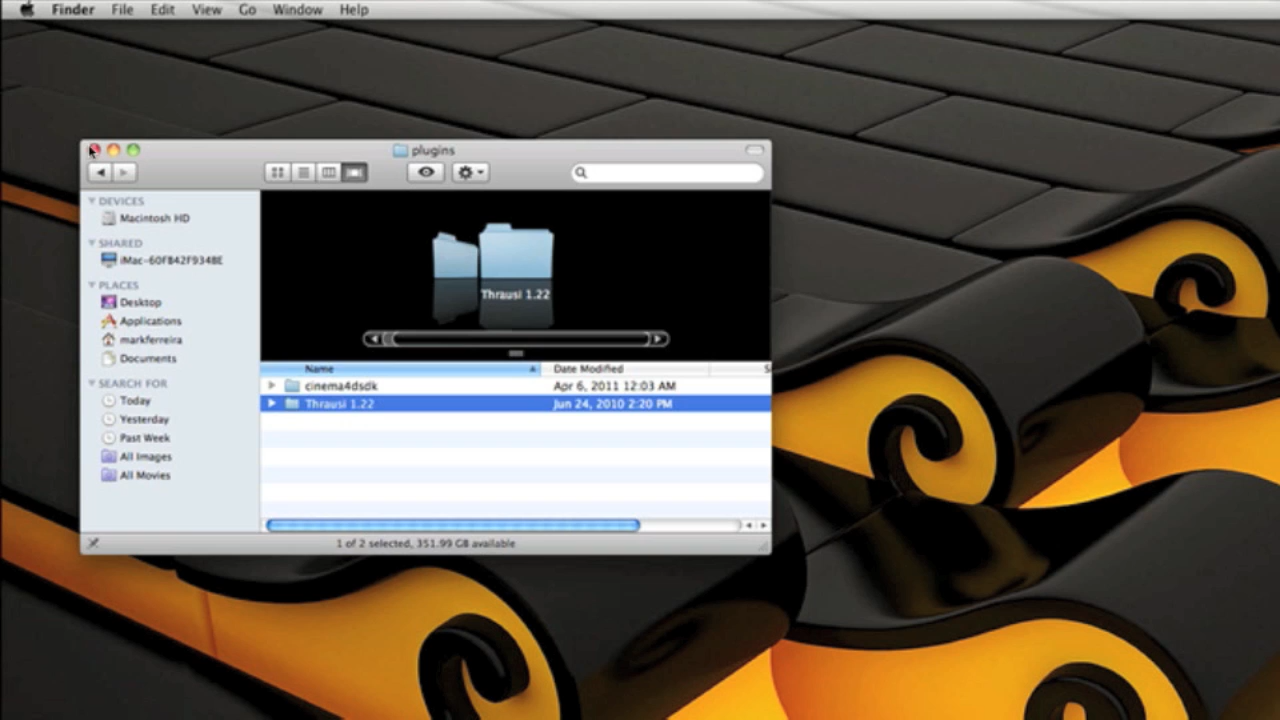 Finder File Edit View Go Window Help
plugins
DEVICES
Macintosh HD
SHARED
iMac-60FB42F934BE
PLACES
Desktop
Applications
markferreira
Documents
SEARCH FOR
Today
Yesterday
Past Week
All Images
All Movies
Thrausi 1.22
Name Date Modified S
cinema4dsdk Apr 6, 2011 12:03 AM
Thrausi 1.22 Jun 24, 2010 2:20 PM
1 of 2 selected, 351.99 GB available